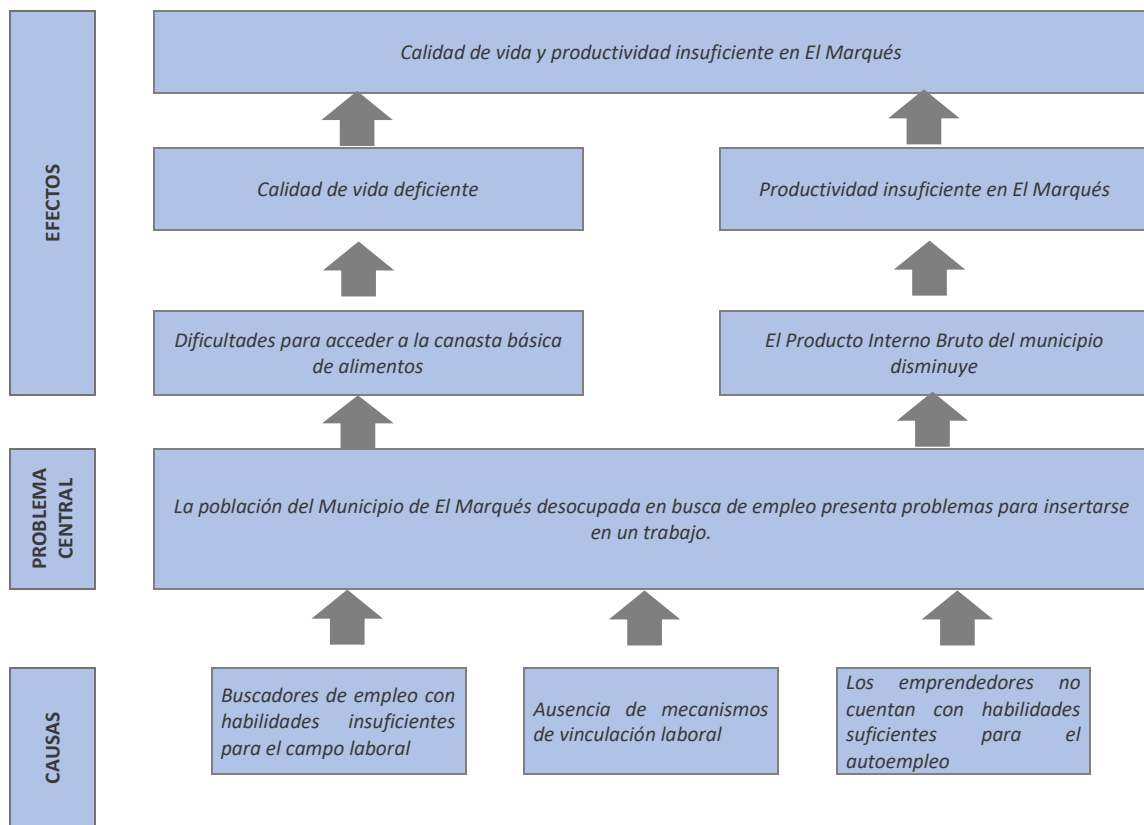 EFECTOS
Calidad de vida y productividad insuficiente en El Marqués
Calidad de vida deficiente
Productividad insuficiente en El Marqués
Dificultades para acceder a la canasta básica
de alimentos
El Producto Interno Bruto del municipio
disminuye
PROBLEMA
CENTRAL
La población del Municipio de El Marqués desocupada en busca de empleo presenta problemas para insertarse
en un trabajo.
CAUSAS
Buscadores de empleo con
habilidades insuficientes
para el campo laboral
Ausencia de mecanismos
de vinculación laboral
Los emprendedores no
cuentan con habilidades
suficientes para el
autoempleo